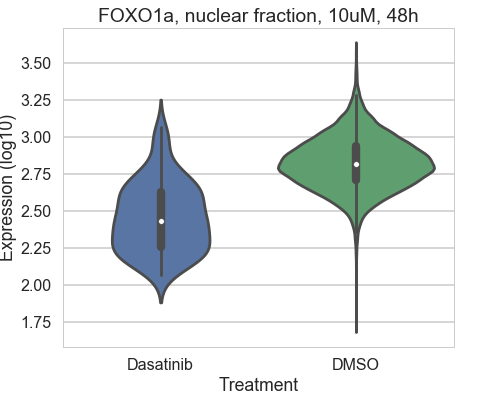 FOXO1a, nuclear fraction, 10uM, 48h
Expression (log10)
3.50
3.25
3.00
2.75
2.50
2.25
2.00
1.75
Dasatinib DMSO
Treatment